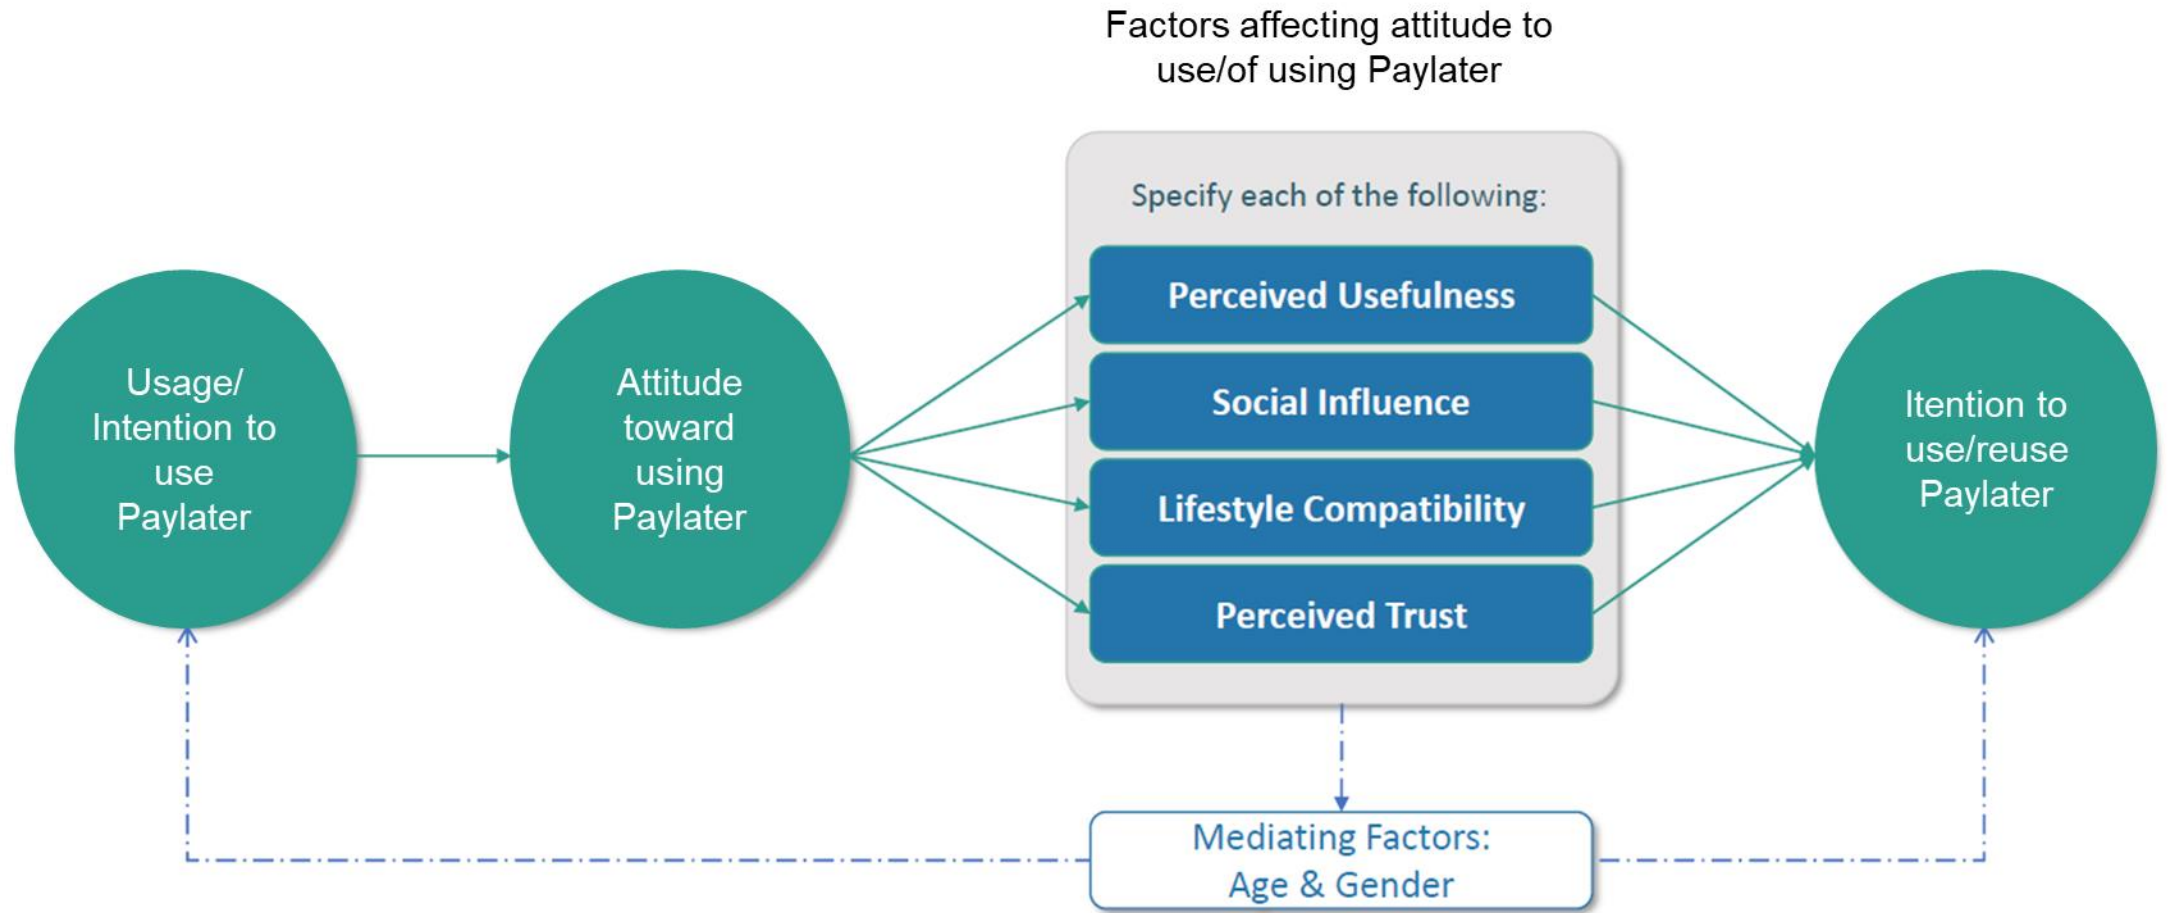 Factors affecting attitude to
use/of using Paylater
Specify each of the following:
Perceived Usefulness
Social Influence
Lifestyle Compatibility
Perceived Trust
Usage/
Intention to
use
Paylater
Attitude
toward
using
Paylater
Itention to
use/reuse
Paylater
Mediating Factors:
Age & Gender